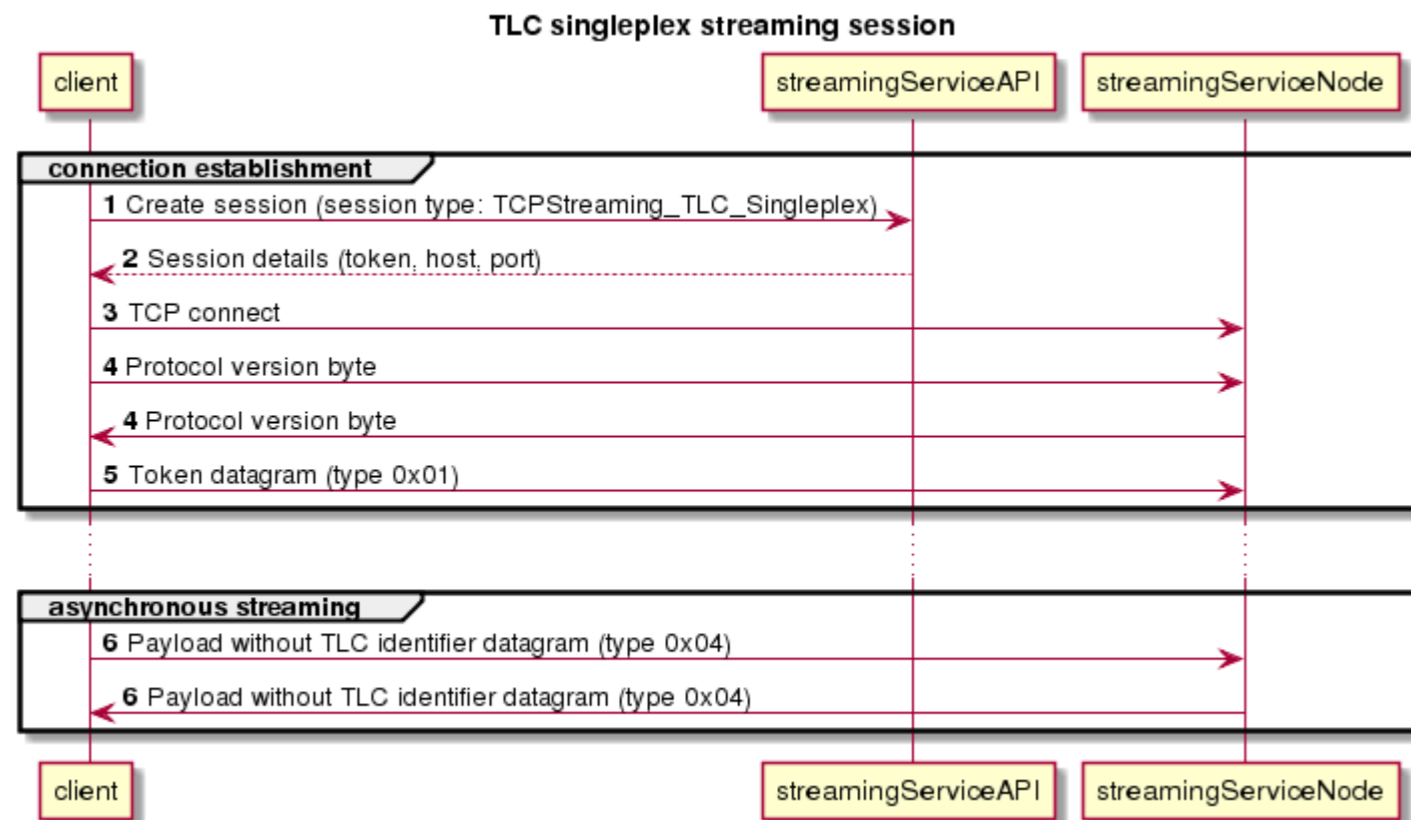 TLC singleplex streaming session
client
streamingServiceAPI
streamingServiceNode
connection establishment
1 Create session (session type: TCPStreaming_TLC_Singleplex)
2 Session details (token, host, port)
3 TCP connect
4 Protocol version byte
4 Protocol version byte
5 Token datagram (type 0x01)
asynchronous streaming
6 Payload without TLC identifier datagram (type 0x04)
6 Payload without TLC identifier datagram (type 0x04)
client
streamingServiceAPI
streamingServiceNode